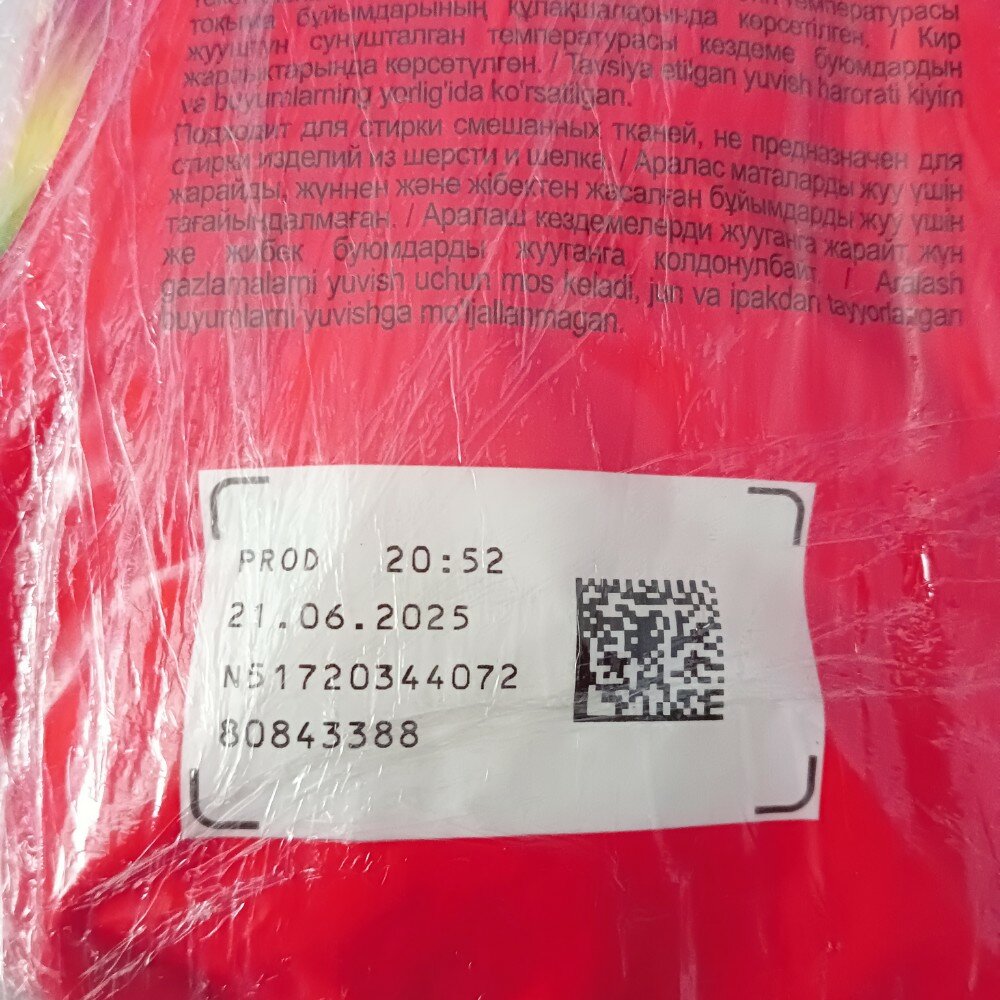 температурасы
тоқыма бұйымдарының құлақшаларында көрсетілген. / Кир
жууштун сунушталган температурасы кездеме буюмдардын
жарлыктарында көрсөтүлгөн. / Tavsiya etilgan yuvish harorati kiyim
va buyumlarning yorlig'ida ko'rsatilgan.
Подходит для стирки смешанных тканей, не предназначен для
стирки изделий из шерсти и шелка. / Аралас маталарды жуу үшін
жарайды, жүннен және жібектен жасалған бұйымдарды жуу үшін
тағайындалмаған. / Аралаш кездемелерди жууганга жарайт, жүн
же жибек буюмдарды жууганга колдонулбайт. / Aralash
gazlamalarni yuvish uchun mos keladi, jun va ipakdan tayyorlangan
buyumlarni yuvishga mo'ljallanmagan.
PROD 20:52
21.06.2025
N51720344072
80843388